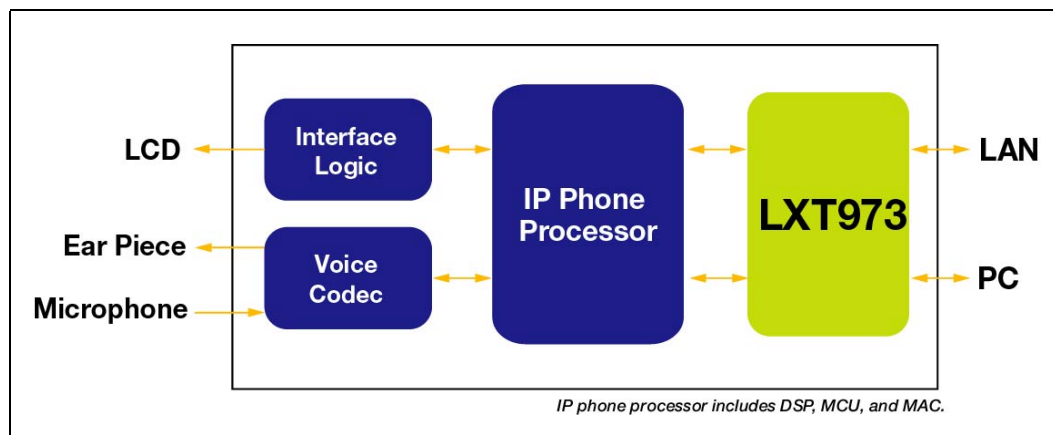 LCD
Ear Piece
Microphone
Interface
Logic
Voice
Codec
IP Phone
Processor
LXT973
LAN
PC
IP phone processor includes DSP, MCU, and MAC.